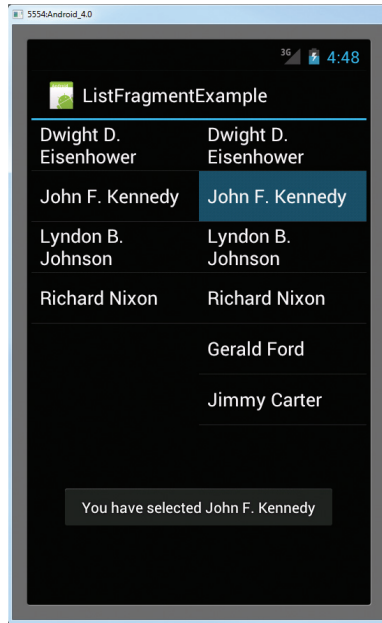 5554:Android_4.0
3G 4:48
ListFragmentExample
Dwight D.
Eisenhower
John F. Kennedy
Lyndon B.
Johnson
Richard Nixon
Dwight D.
Eisenhower
John F. Kennedy
Lyndon B.
Johnson
Richard Nixon
Gerald Ford
Jimmy Carter
You have selected John F. Kennedy